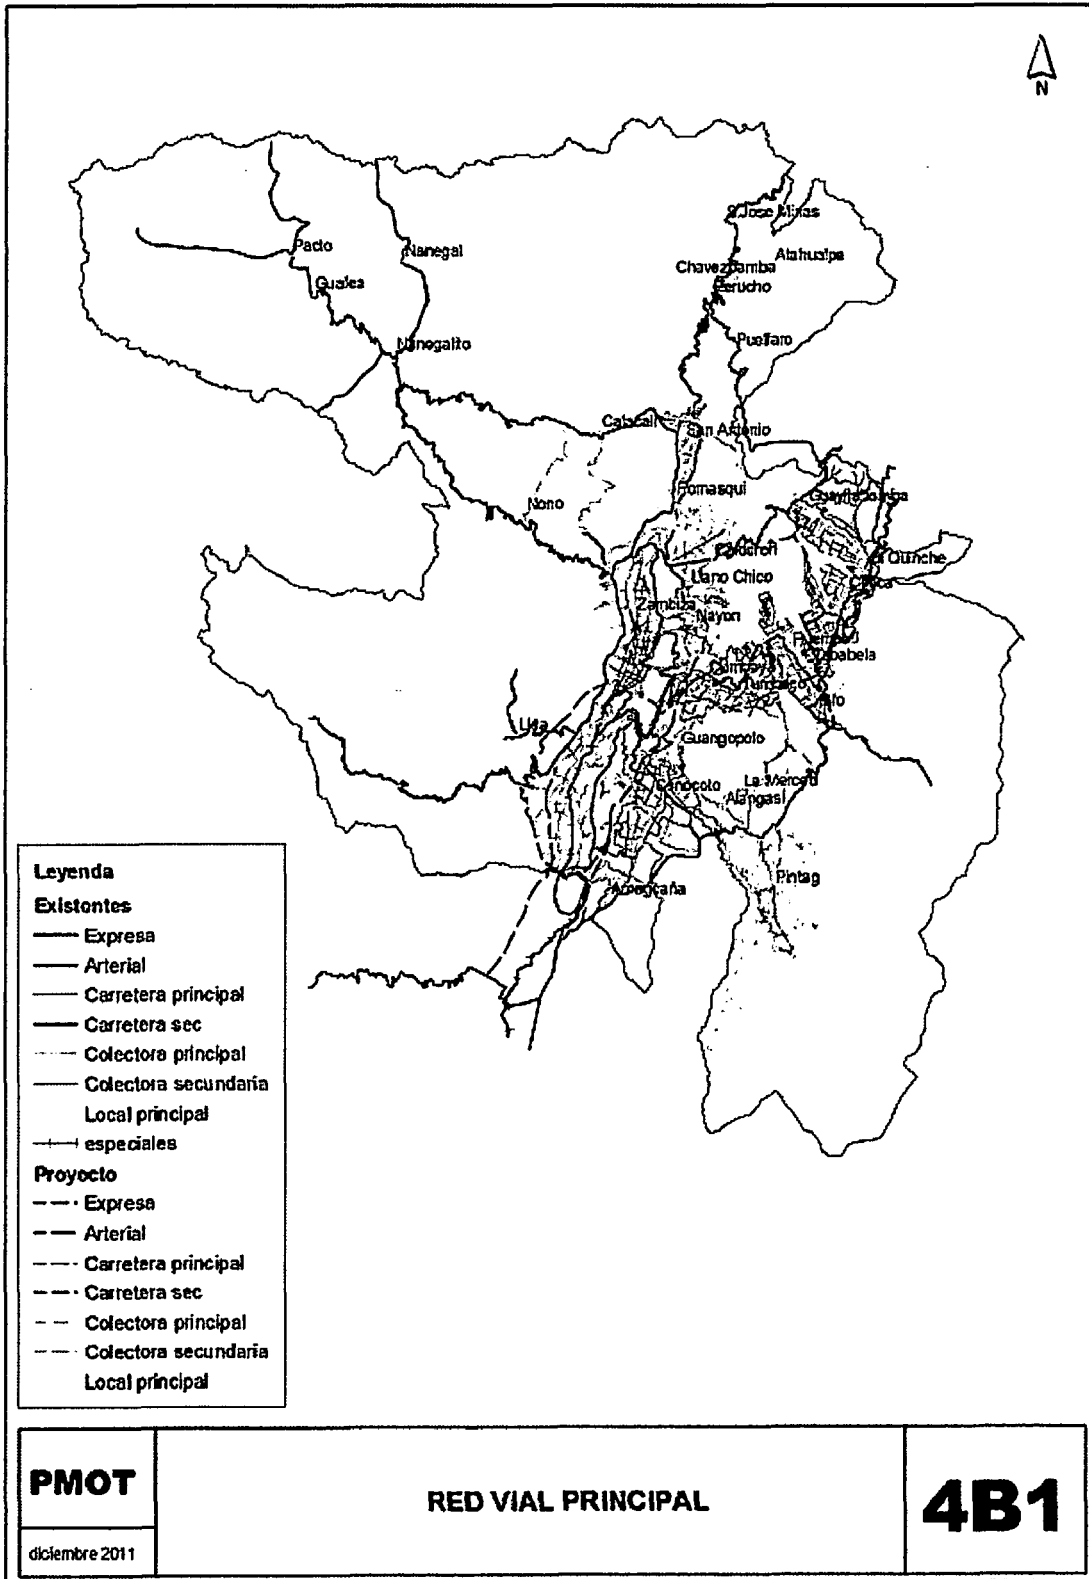 N
S.Jose Minas
Atahualpa
Pacto
Nanegal
Chavezpamba
Perucho
Gualea
Puellaro
Nanegalito
Calacali
San Antonio
Pomasqui
Guayllabamba
Nono
Calderon
El Quinche
Llano Chico
Checa
Zambiza
Nayon
Puembo
Yababela
Cumbaya
Tumbaco
Pifo
Lloa
Guangopolo
La Merced
Conocoto
Alangasi
Pintag
Amaguaña
Leyenda
Existentes
Expresa
Arterial
Carretera principal
Carretera sec
Colectora principal
Colectora secundaria
Local principal
especiales
Proyecto
Expresa
Arterial
Carretera principal
Carretera sec
Colectora principal
Colectora secundaria
Local principal
PMOT
RED VIAL PRINCIPAL
4B1
diciembre 2011